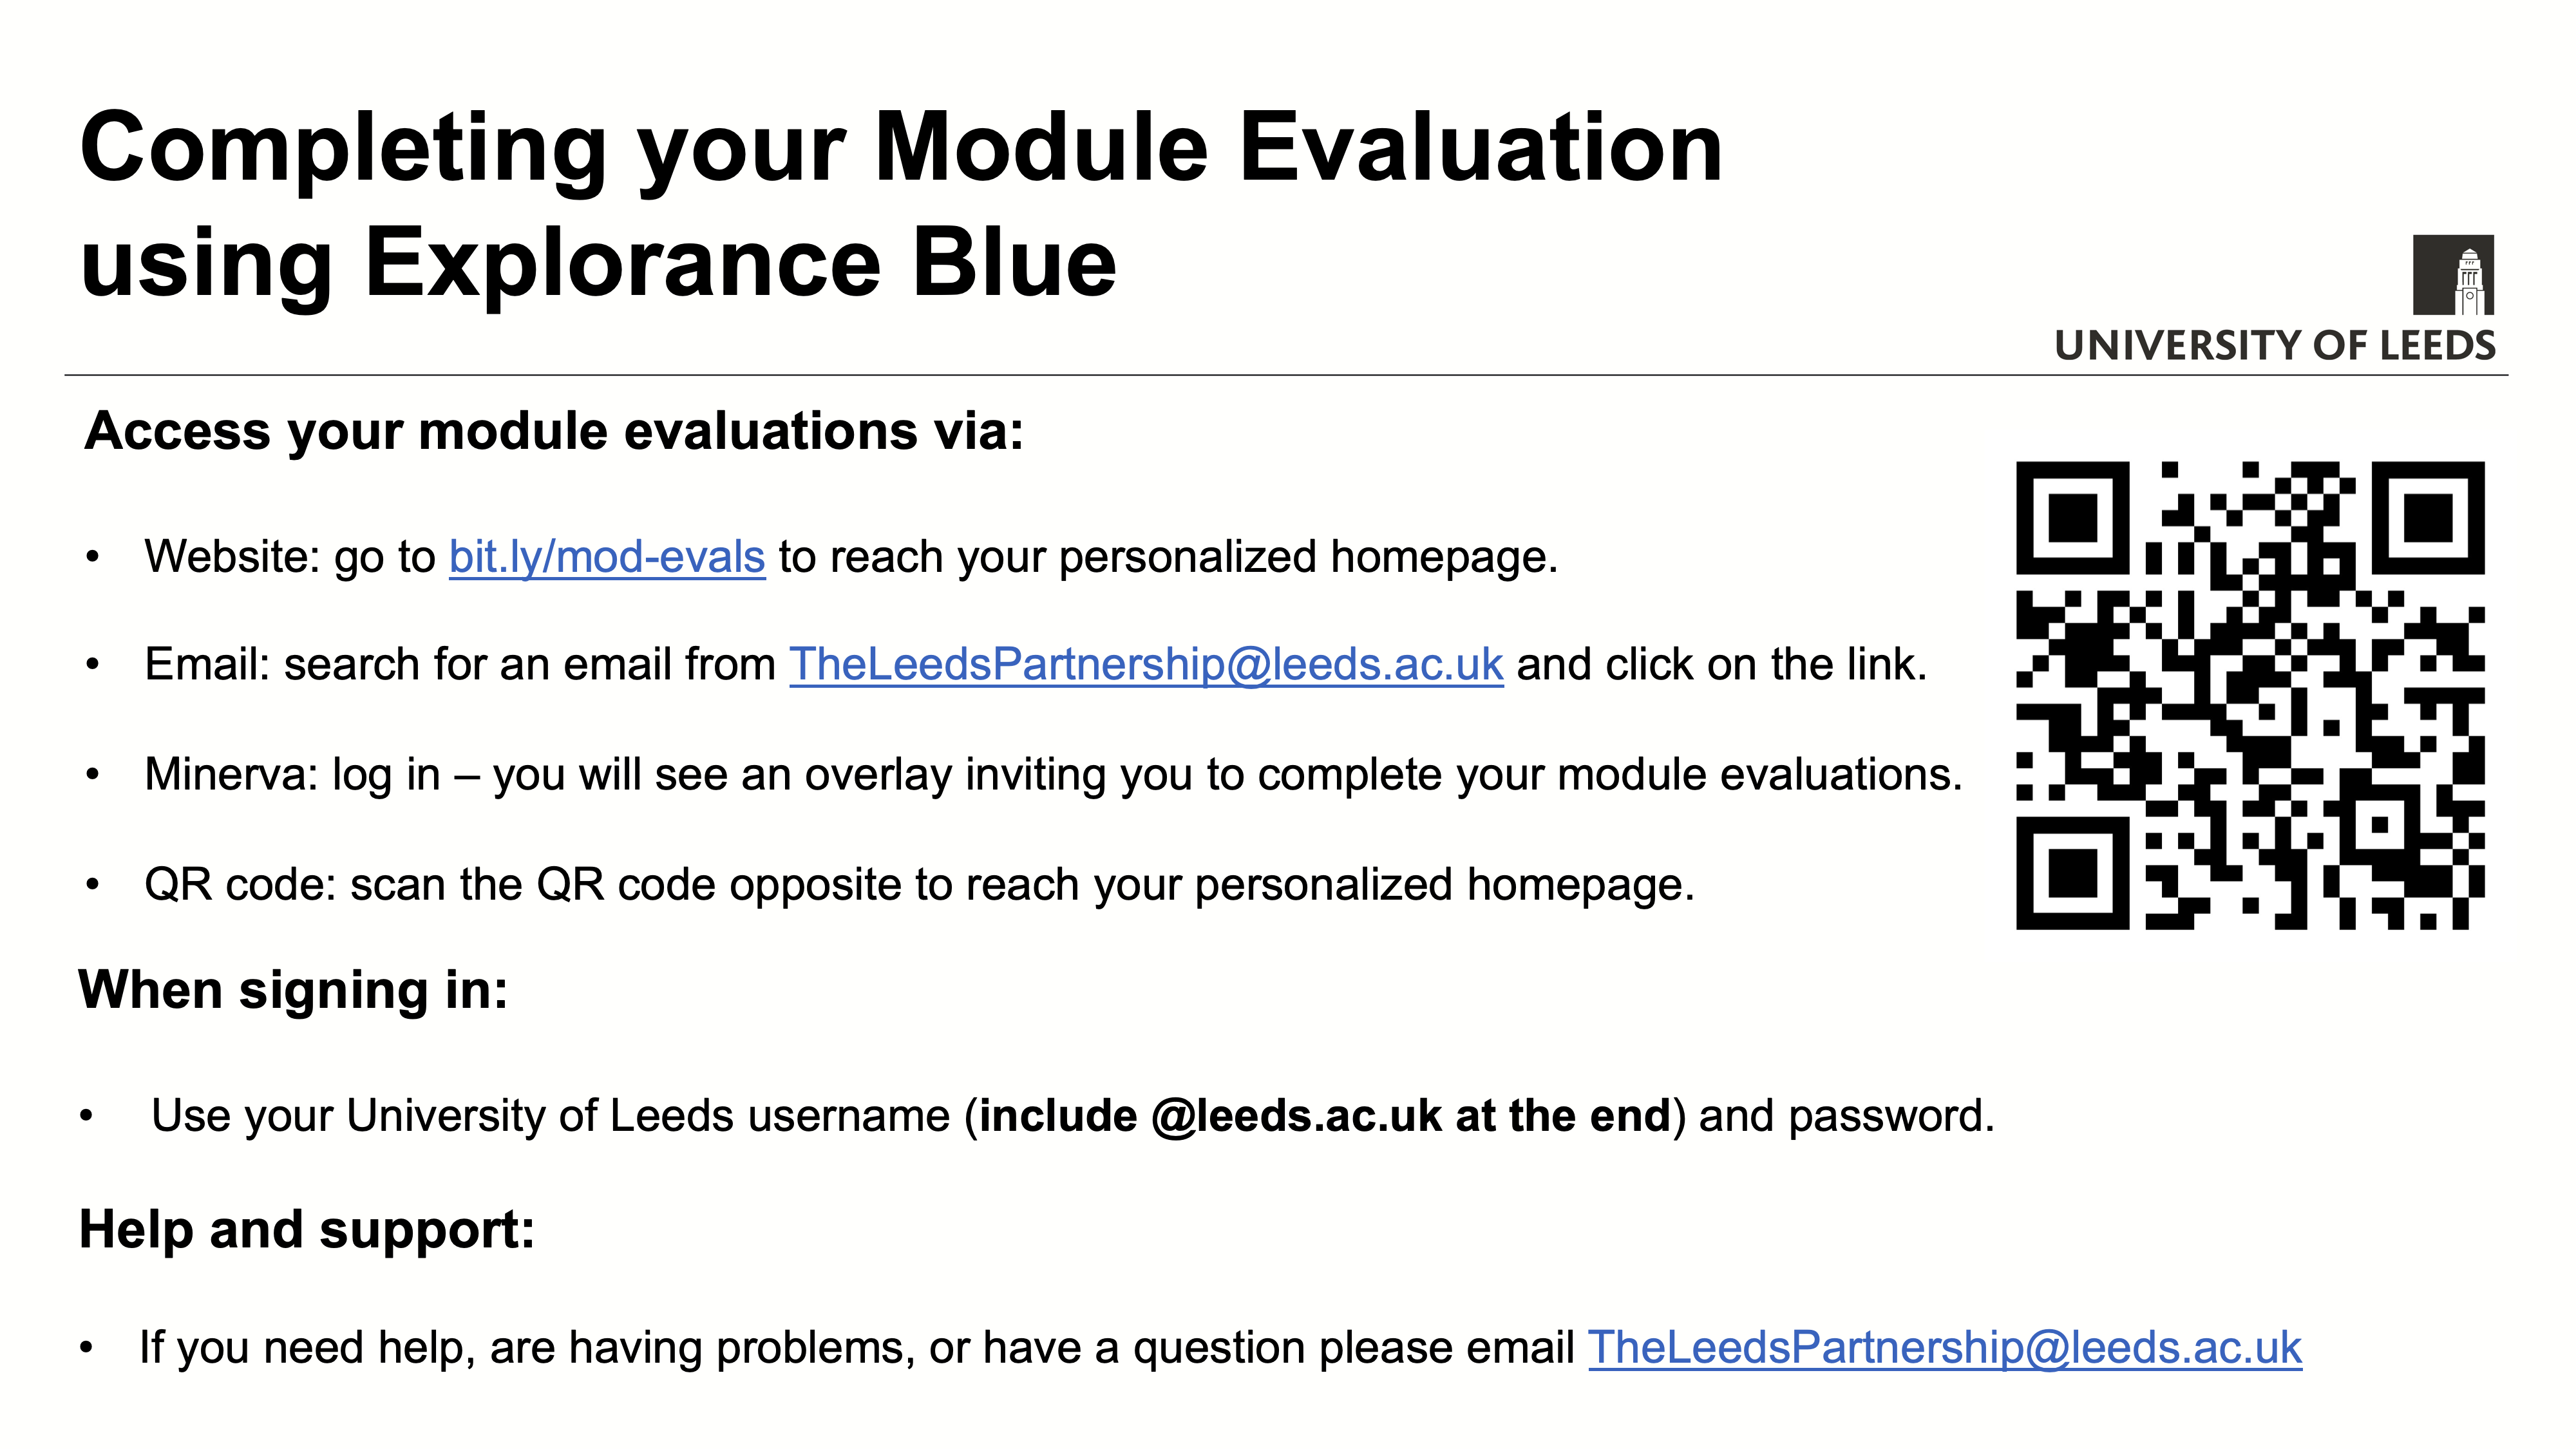 Completing your Module Evaluation
using Explorance Blue
UNIVERSITY OF LEEDS
Access your module evaluations via:
• Website: go to bit.ly/mod-evals to reach your personalized homepage.
• Email: search for an email from TheLeedsPartnership@leeds.ac.uk and click on the link.
• Minerva: log in – you will see an overlay inviting you to complete your module evaluations.
• QR code: scan the QR code opposite to reach your personalized homepage.
When signing in:
• Use your University of Leeds username (include @leeds.ac.uk at the end) and password.
Help and support:
• If you need help, are having problems, or have a question please email TheLeedsPartnership@leeds.ac.uk